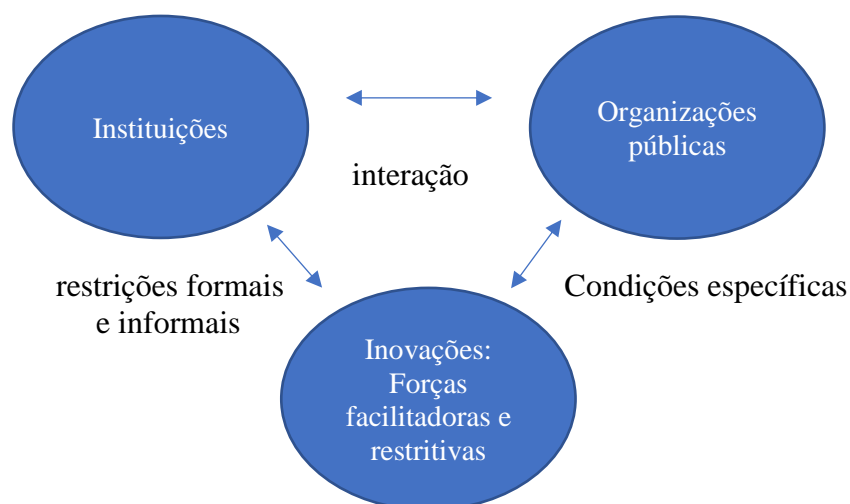 Instituições
Organizações
públicas
interação
restrições formais
e informais
Condições específicas
Inovações:
Forças
facilitadoras e
restritivas